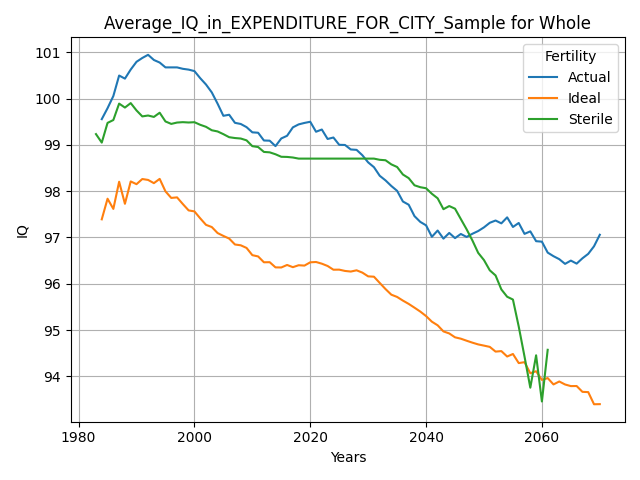 Average_IQ_in_EXPENDITURE_FOR_CITY_Sample for Whole
Fertility
Actual
Ideal
Sterile
IQ
101
100
99
98
97
96
95
94
1980
2000
2020
2040
2060
Years